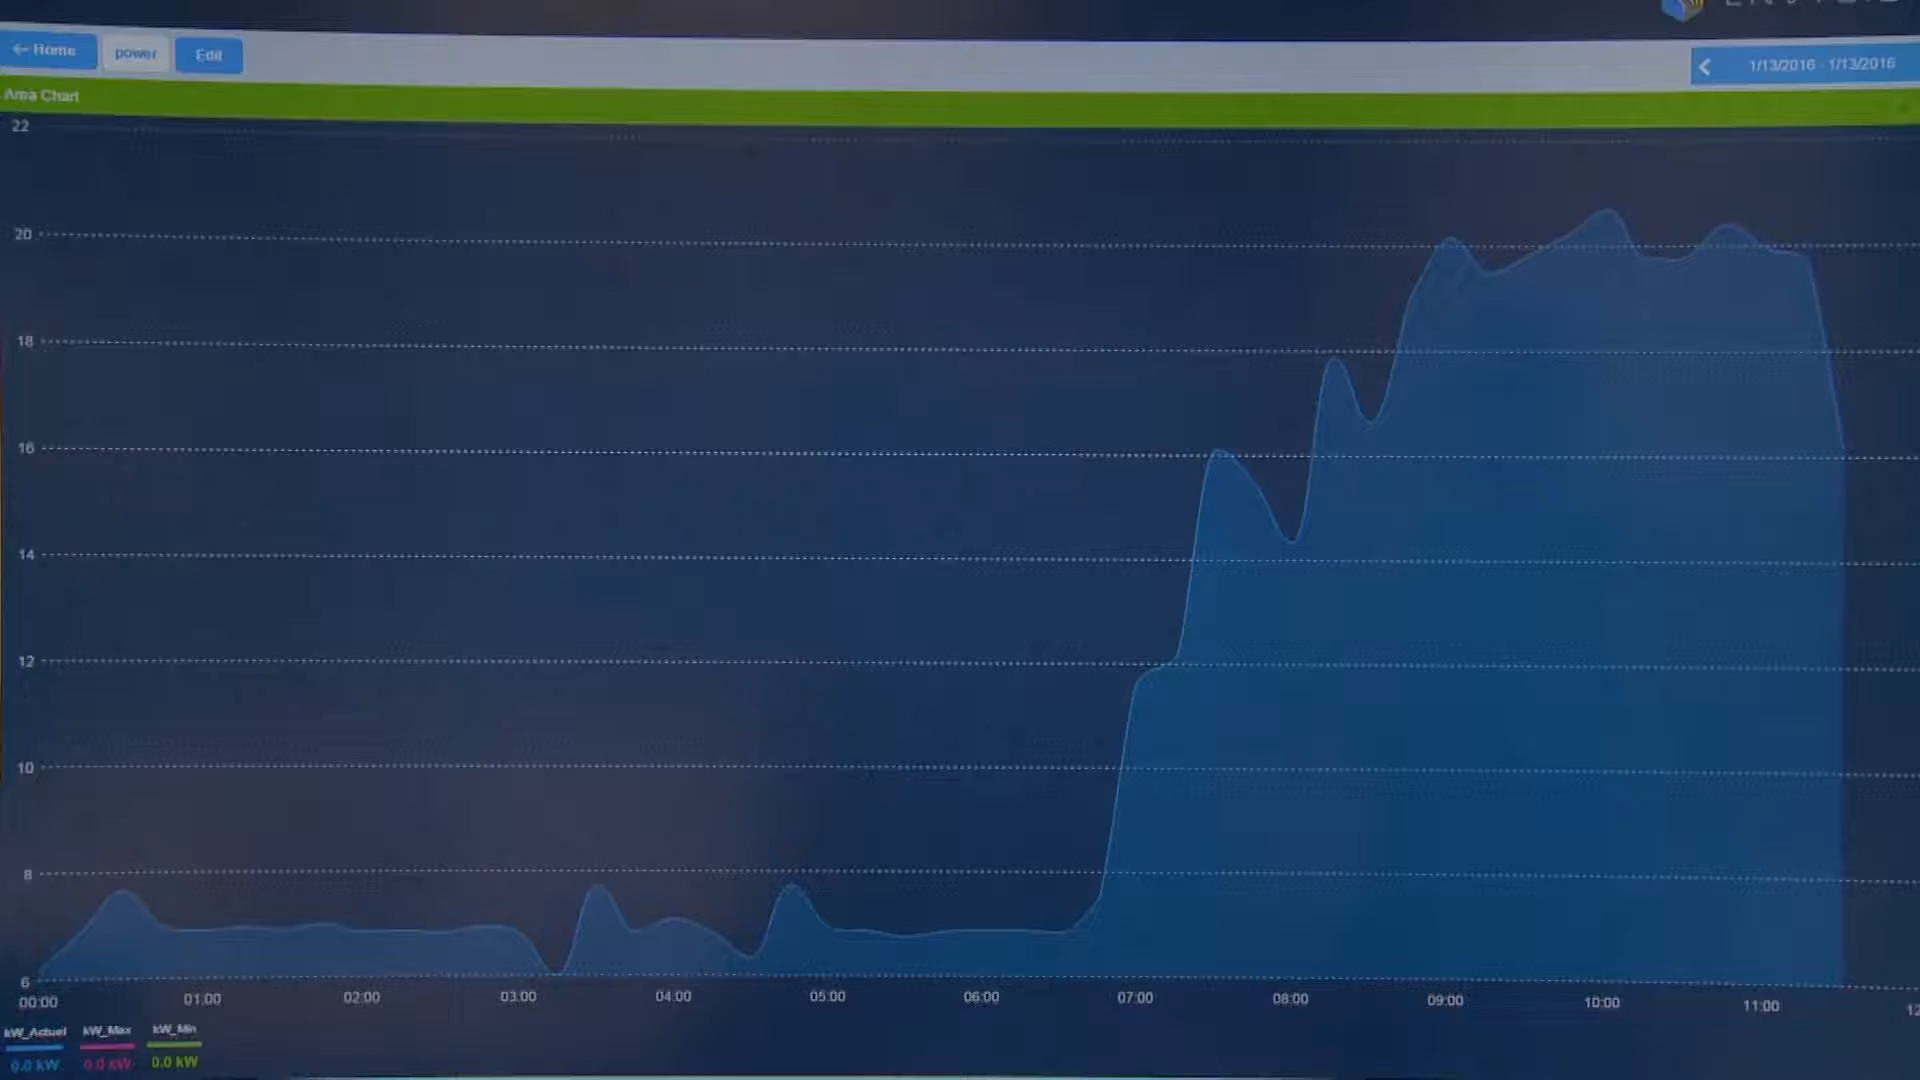 ← Home power Edit
1/13/2016 - 1/13/2016
Area Chart
22
20
18
16
14
12
10
8
6
00:00 01:00 02:00 03:00 04:00 05:00 06:00 07:00 08:00 09:00 10:00 11:00
kW_Actuel kW_Max kW_Min
0.0 kW 0.0 kW 0.0 kW